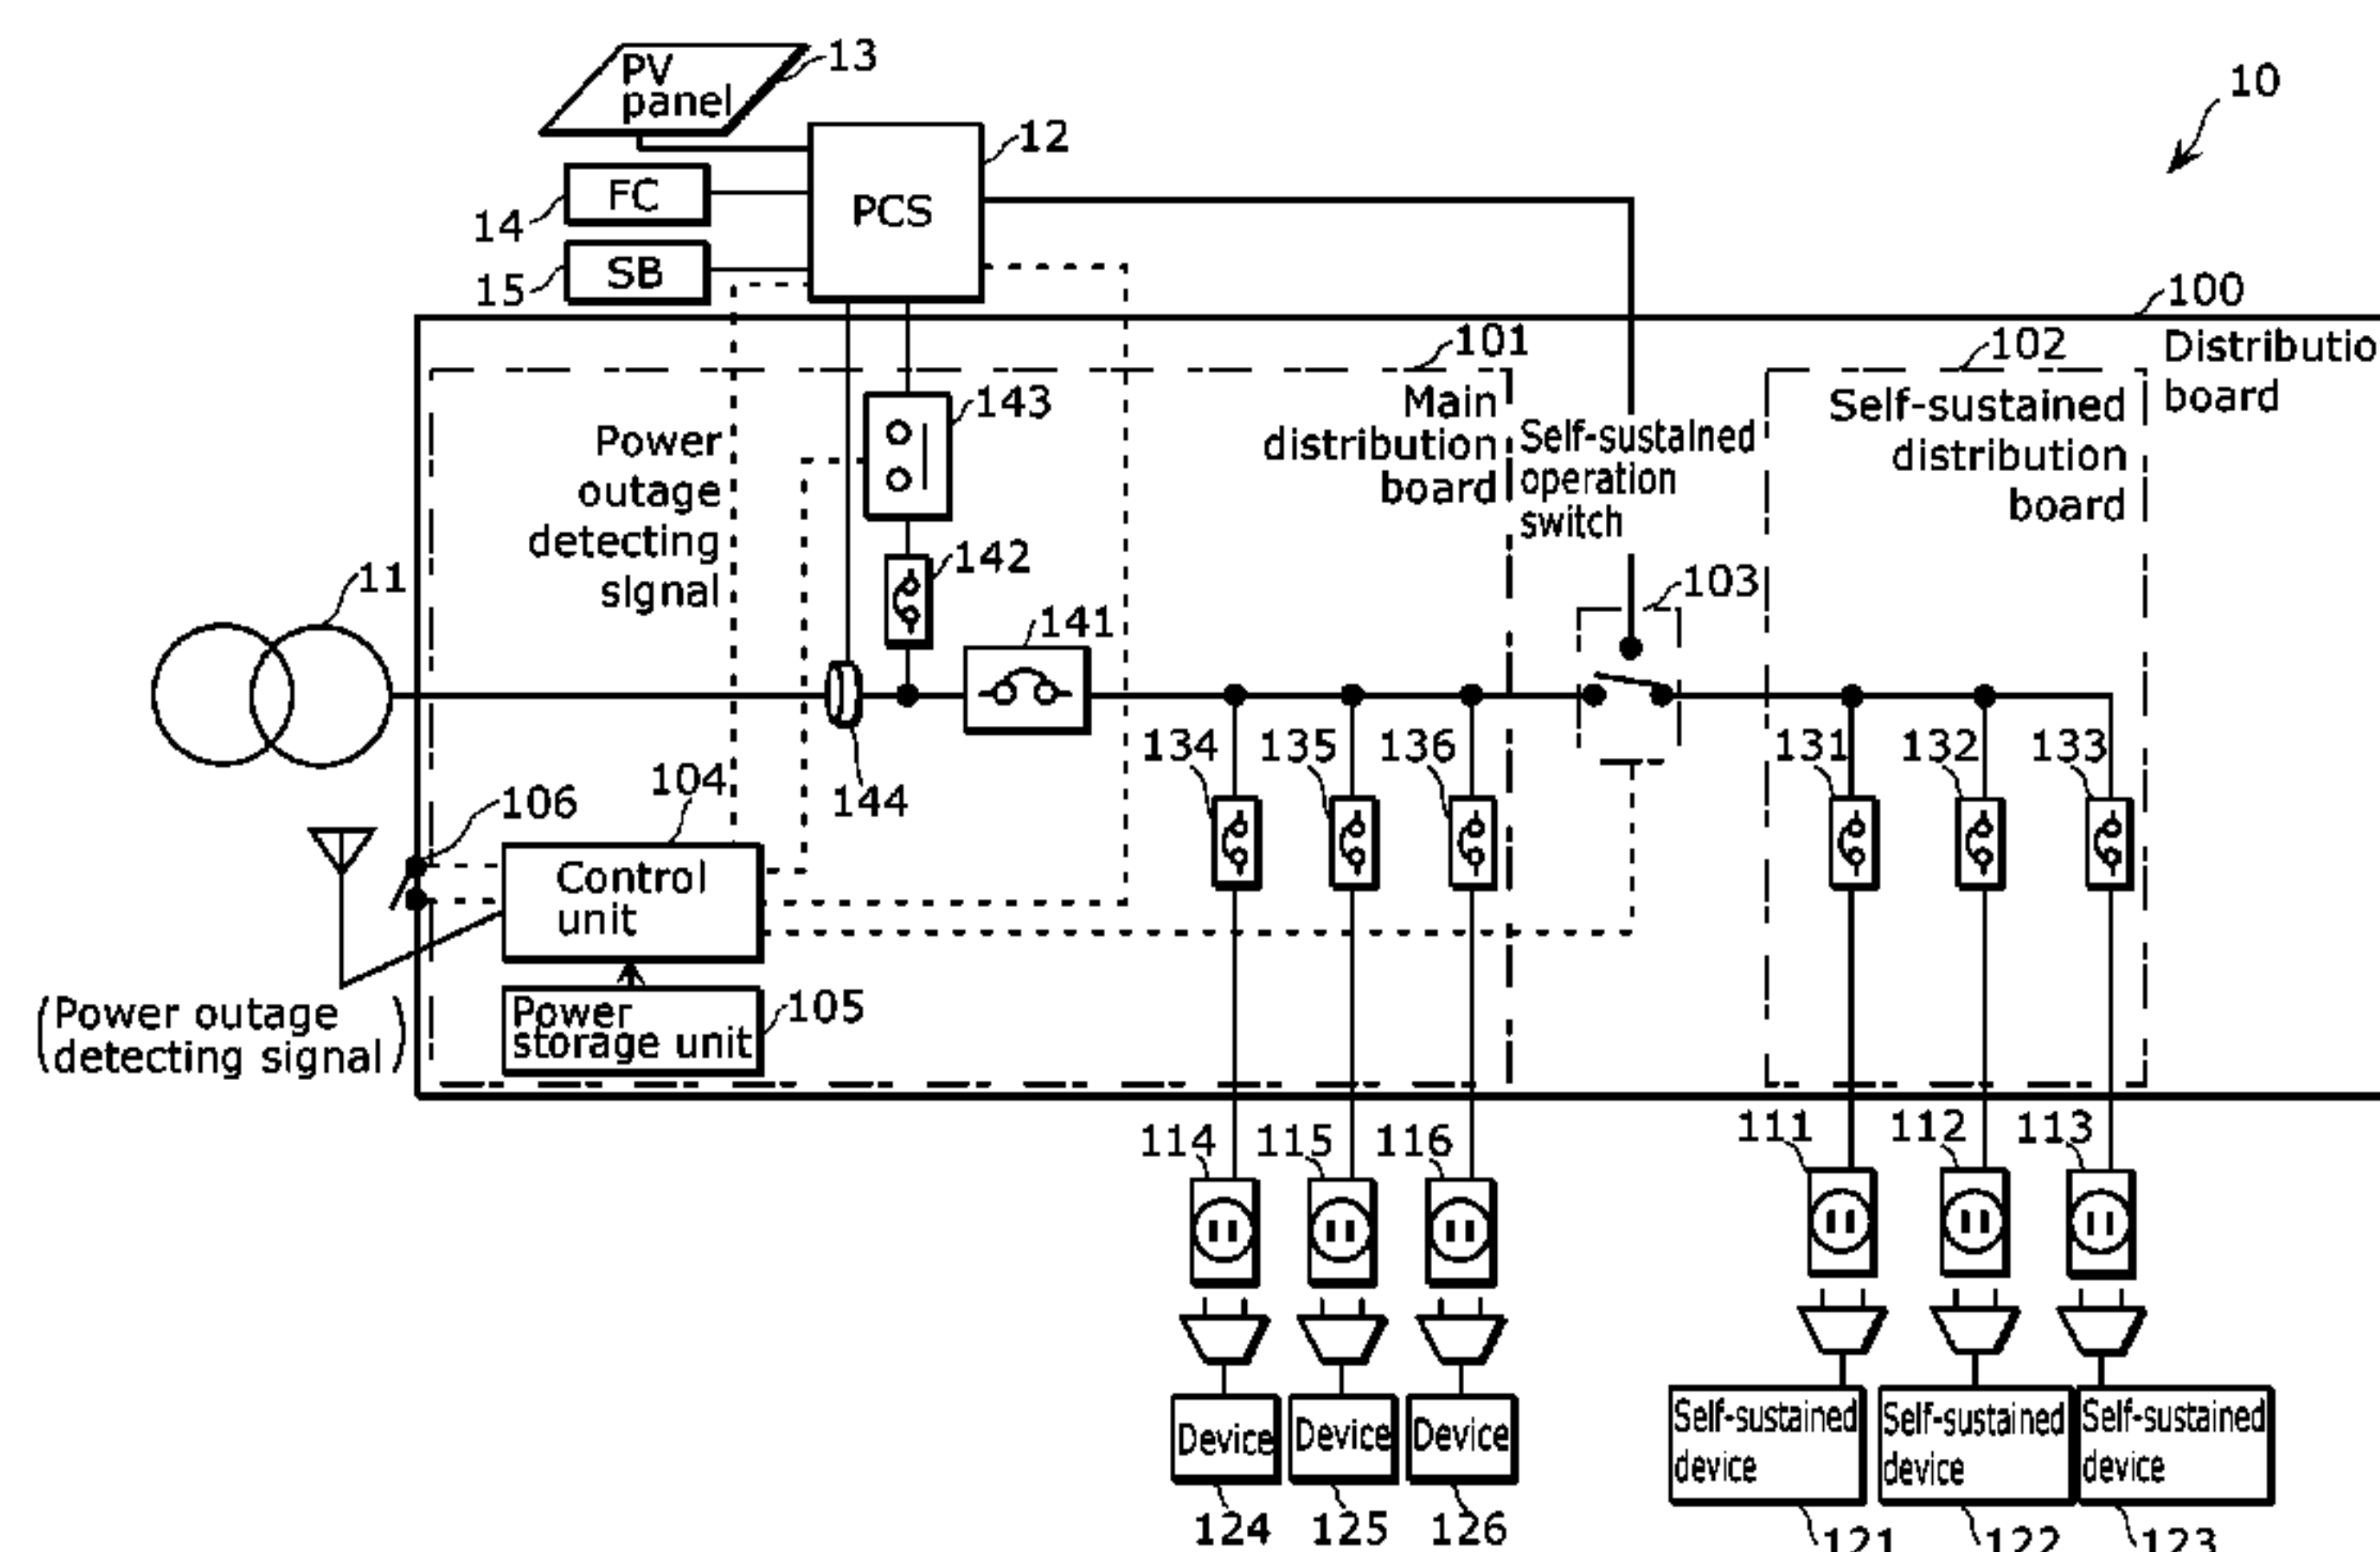 PV
panel
13
12
10
FC
14
PCS
SB
15
100
101
102
Distributio
board
Main
distribution
board
Self-sustained
operation
switch
Self-sustained
distribution
board
143
Power
outage
detecting
signal
142
103
11
141
134
135
136
131
132
133
104
144
106
Control
unit
Power
storage unit
105
(Power outage
detecting signal)
114
115
116
111
112
113
Device
Device
Device
Self-sustained
device
Self-sustained
device
Self-sustained
device
124
125
126
121
122
123